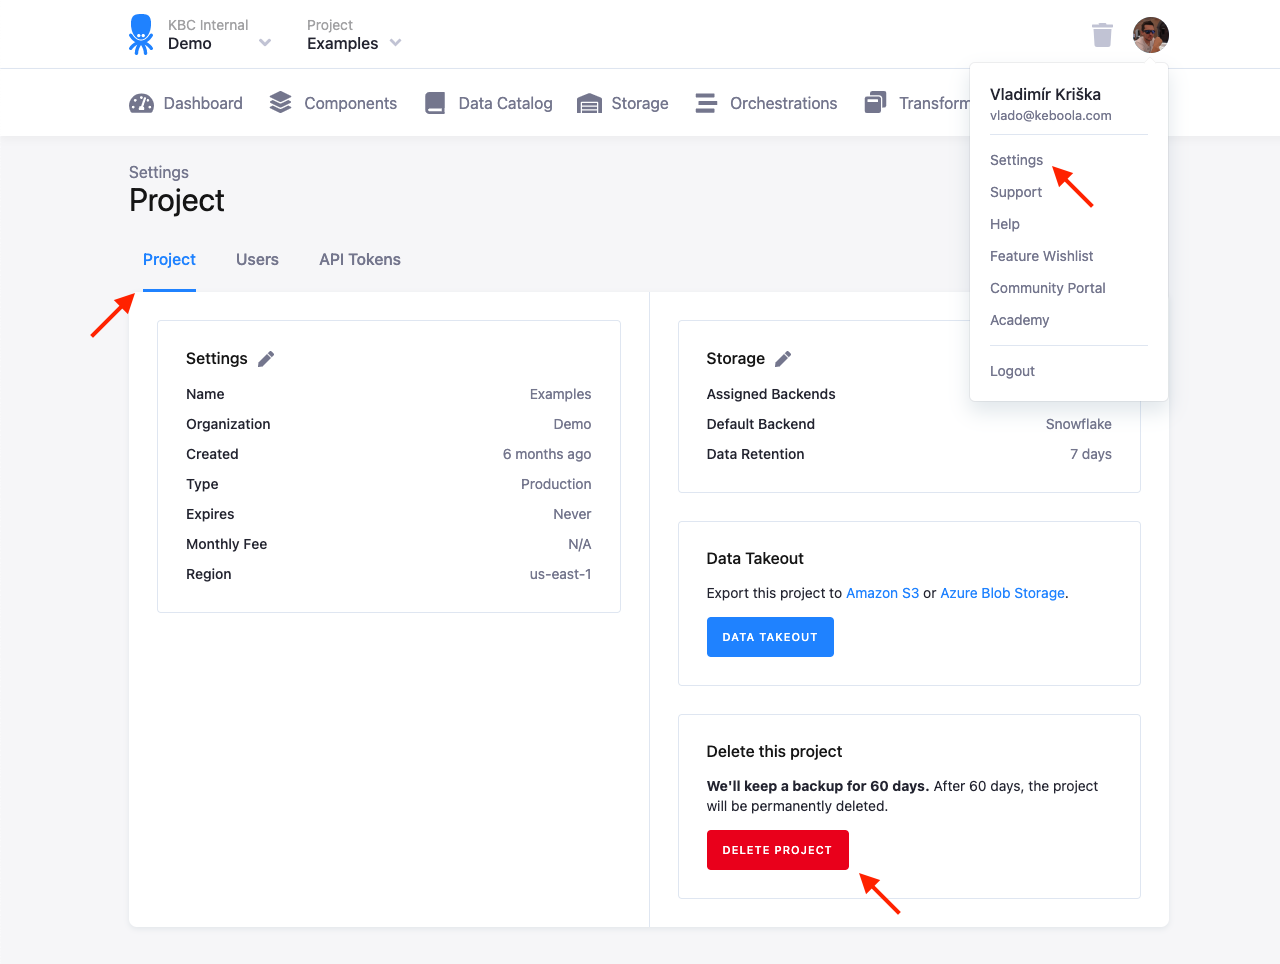 KBC Internal
Demo
Project
Examples
Dashboard
Components
Data Catalog
Storage
Orchestrations
Transform
Vladimír Kriška
vlado@keboola.com
Settings
Support
Help
Feature Wishlist
Community Portal
Academy
Logout
Settings
Project
Project
Users
API Tokens
Settings
Name Examples
Organization Demo
Created 6 months ago
Type Production
Expires Never
Monthly Fee N/A
Region us-east-1
Storage
Assigned Backends
Default Backend Snowflake
Data Retention 7 days
Data Takeout
Export this project to Amazon S3 or Azure Blob Storage.
DATA TAKEOUT
Delete this project
We'll keep a backup for 60 days. After 60 days, the project
will be permanently deleted.
DELETE PROJECT